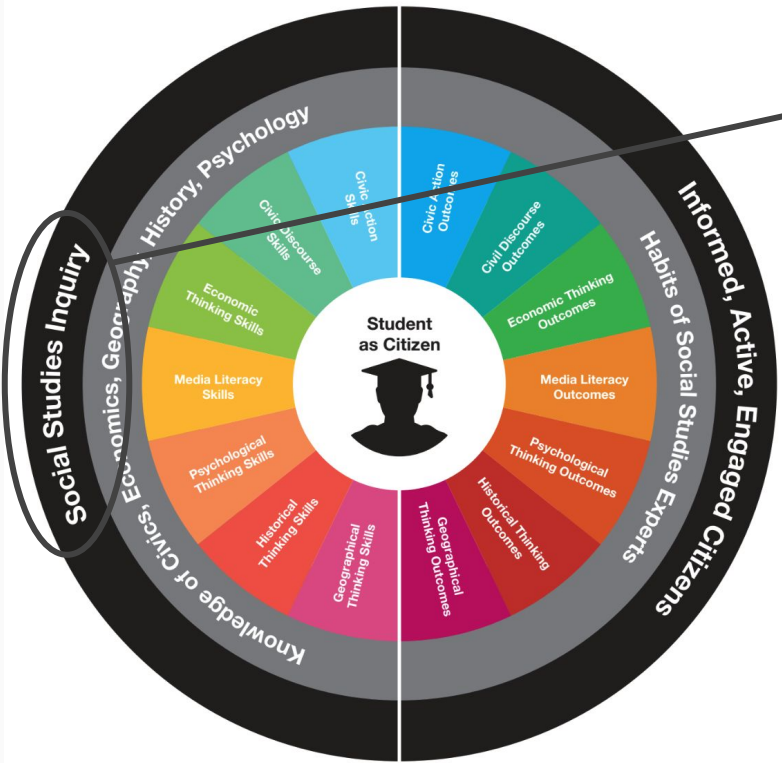 Social Studies Inquiry
Informed, Active, Engaged Citizens
Knowledge of Civics, Economics, Geography, History, Psychology
Habits of Social Studies Experts
Civic Action
Skills
Civic Action
Outcomes
Civic Discourse
Skills
Civil Discourse
Outcomes
Economic
Thinking Skills
Economic Thinking
Outcomes
Student
as Citizen
Media Literacy
Skills
Media Literacy
Outcomes
Psychological
Thinking Skills
Psychological
Thinking Outcomes
Historical
Thinking Skills
Historical Thinking
Outcomes
Geographical
Thinking Skills
Geographical
Thinking Outcomes